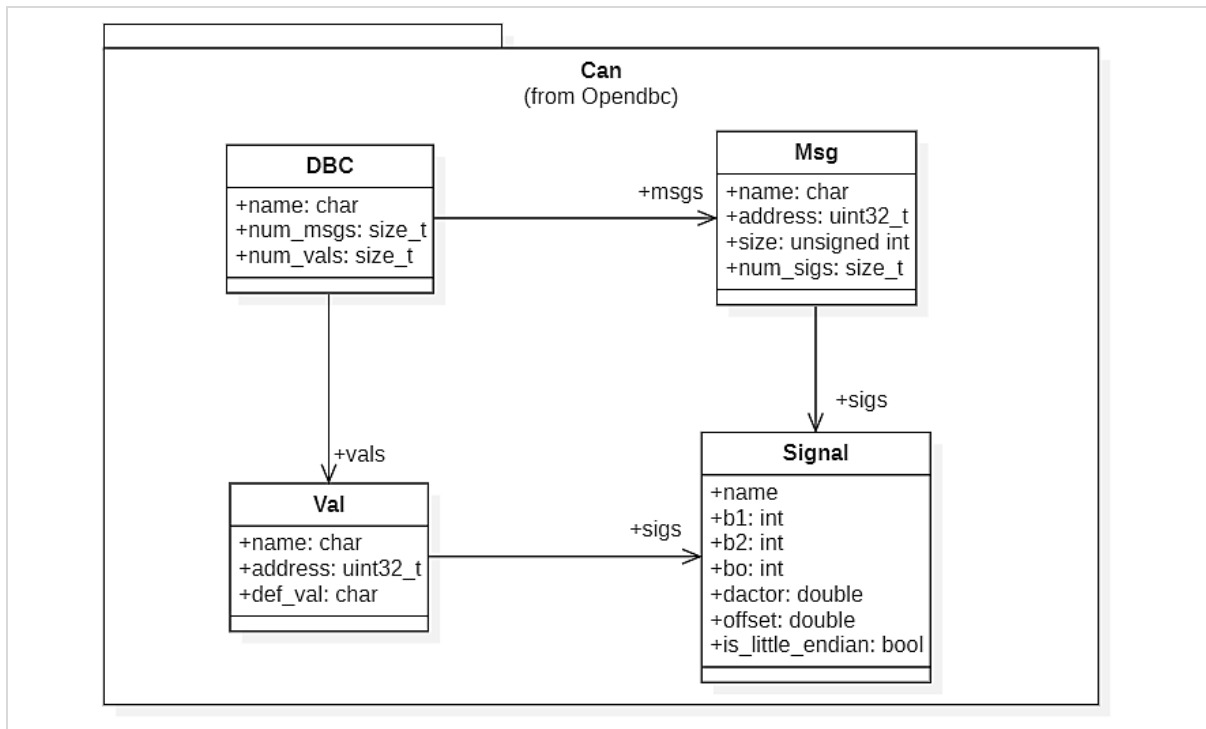 Can
(from Opendbc)
DBC
+name: char
+num_msgs: size_t
+num_vals: size_t
+msgs
Msg
+name: char
+address: uint32_t
+size: unsigned int
+num_sigs: size_t
+vals
+sigs
Val
+name: char
+address: uint32_t
+def_val: char
+sigs
Signal
+name
+b1: int
+b2: int
+bo: int
+dactor: double
+offset: double
+is_little_endian: bool